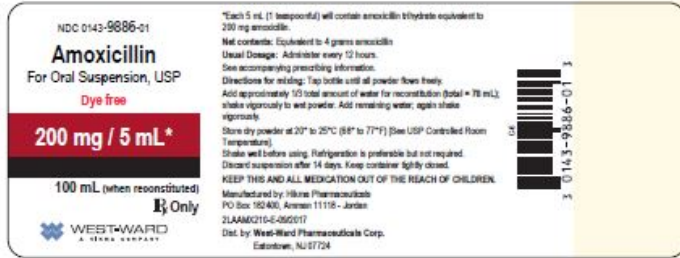 NDC 0143-9886-01
Amoxicillin
For Oral Suspension, USP
Dye free
200 mg / 5 mL*
100 mL (when reconstituted)
℞ Only
WEST-WARD
A HIKMA COMPANY
*Each 5 mL (1 teaspoonful) will contain amoxicillin trihydrate equivalent to
200 mg amoxicillin.
Net contents: Equivalent to 4 grams amoxicillin
Usual Dosage: Administer every 12 hours.
See accompanying prescribing information.
Directions for mixing: Tap bottle until all powder flows freely.
Add approximately 1/3 total amount of water for reconstitution (total = 78 mL);
shake vigorously to wet powder. Add remaining water; again shake
vigorously.
Store dry powder at 20° to 25°C (68° to 77°F) [See USP Controlled Room
Temperature].
Shake well before using. Refrigeration is preferable but not required.
Discard suspension after 14 days. Keep container tightly closed.
KEEP THIS AND ALL MEDICATION OUT OF THE REACH OF CHILDREN.
Manufactured by: Hikma Pharmaceuticals
PO Box 182400, Amman 11118 - Jordan
2LAAMX210-E-09/2017
Dist. by: West-Ward Pharmaceuticals Corp.
Eatontown, NJ 07724
3 0143-9886-01 3